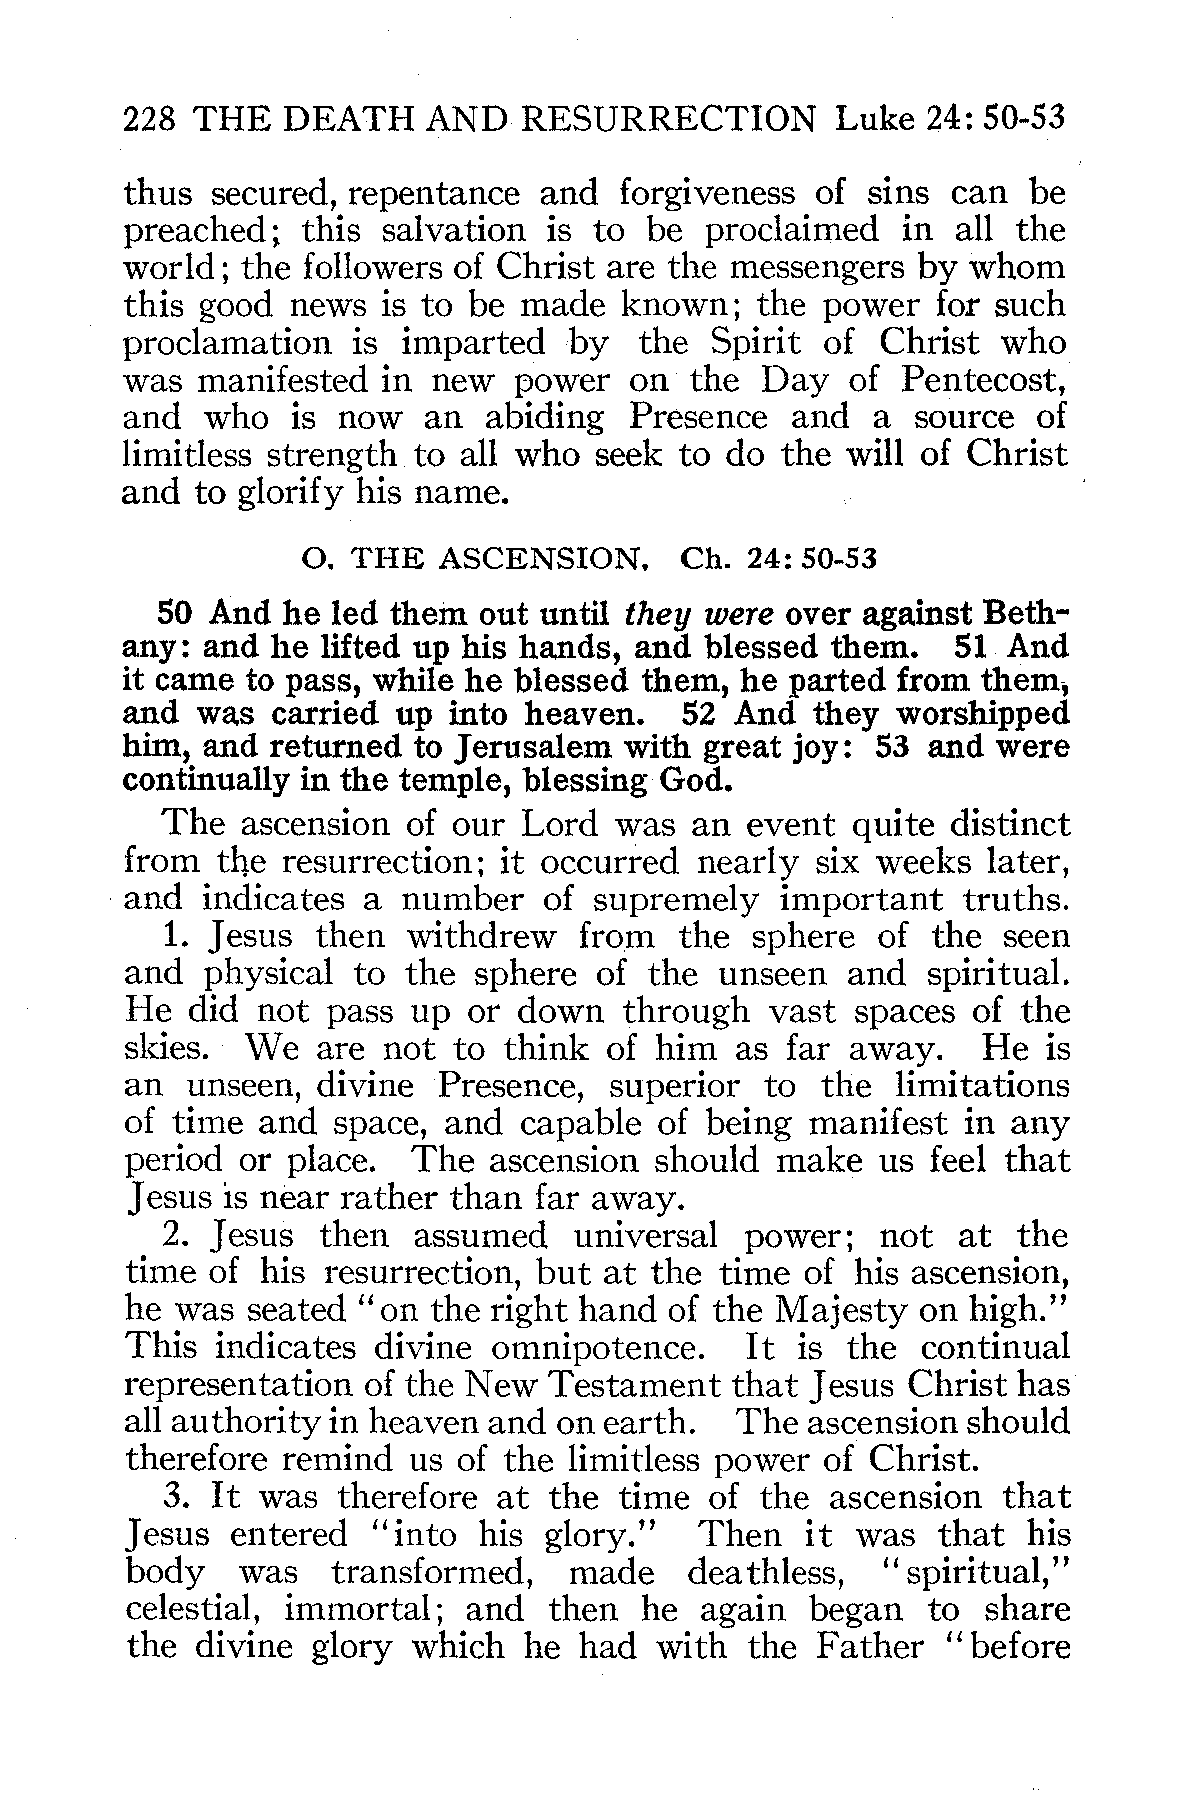 228 THE DEATH AND RESURRECTION Luke 24: 50-53
thus secured, repentance and forgiveness of sins can be
preached; this salvation is to be proclaimed in all the
world; the followers of Christ are the messengers by whom
this good news is to be made known; the power for such
proclamation is imparted by the Spirit of Christ who
was manifested in new power on the Day of Pentecost,
and who is now an abiding Presence and a source of
limitless strength to all who seek to do the will of Christ
and to glorify his name.
O. THE ASCENSION. Ch. 24: 50-53
50 And he led them out until they were over against Beth-
any: and he lifted up his hands, and blessed them. 51 And
it came to pass, while he blessed them, he parted from them,
and was carried up into heaven. 52 And they worshipped
him, and returned to Jerusalem with great joy: 53 and were
continually in the temple, blessing God.
The ascension of our Lord was an event quite distinct
from the resurrection; it occurred nearly six weeks later,
and indicates a number of supremely important truths.
1. Jesus then withdrew from the sphere of the seen
and physical to the sphere of the unseen and spiritual.
He did not pass up or down through vast spaces of the
skies. We are not to think of him as far away. He is
an unseen, divine Presence, superior to the limitations
of time and space, and capable of being manifest in any
period or place. The ascension should make us feel that
Jesus is near rather than far away.
2. Jesus then assumed universal power; not at the
time of his resurrection, but at the time of his ascension,
he was seated "on the right hand of the Majesty on high."
This indicates divine omnipotence. It is the continual
representation of the New Testament that Jesus Christ has
all authority in heaven and on earth. The ascension should
therefore remind us of the limitless power of Christ.
3. It was therefore at the time of the ascension that
Jesus entered "into his glory." Then it was that his
body was transformed, made deathless, "spiritual,"
celestial, immortal; and then he again began to share
the divine glory which he had with the Father "before